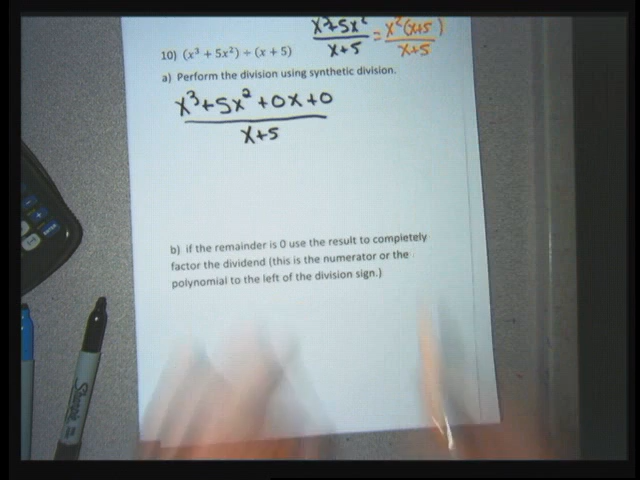 x³+5x² = x²(x+5)
x+5 x+5
10) (x³ + 5x²) ÷ (x + 5)
a) Perform the division using synthetic division.
x³+5x²+0x+0
x+5
b) if the remainder is 0 use the result to completely
factor the dividend (this is the numerator or the
polynomial to the left of the division sign.)
Sharpie